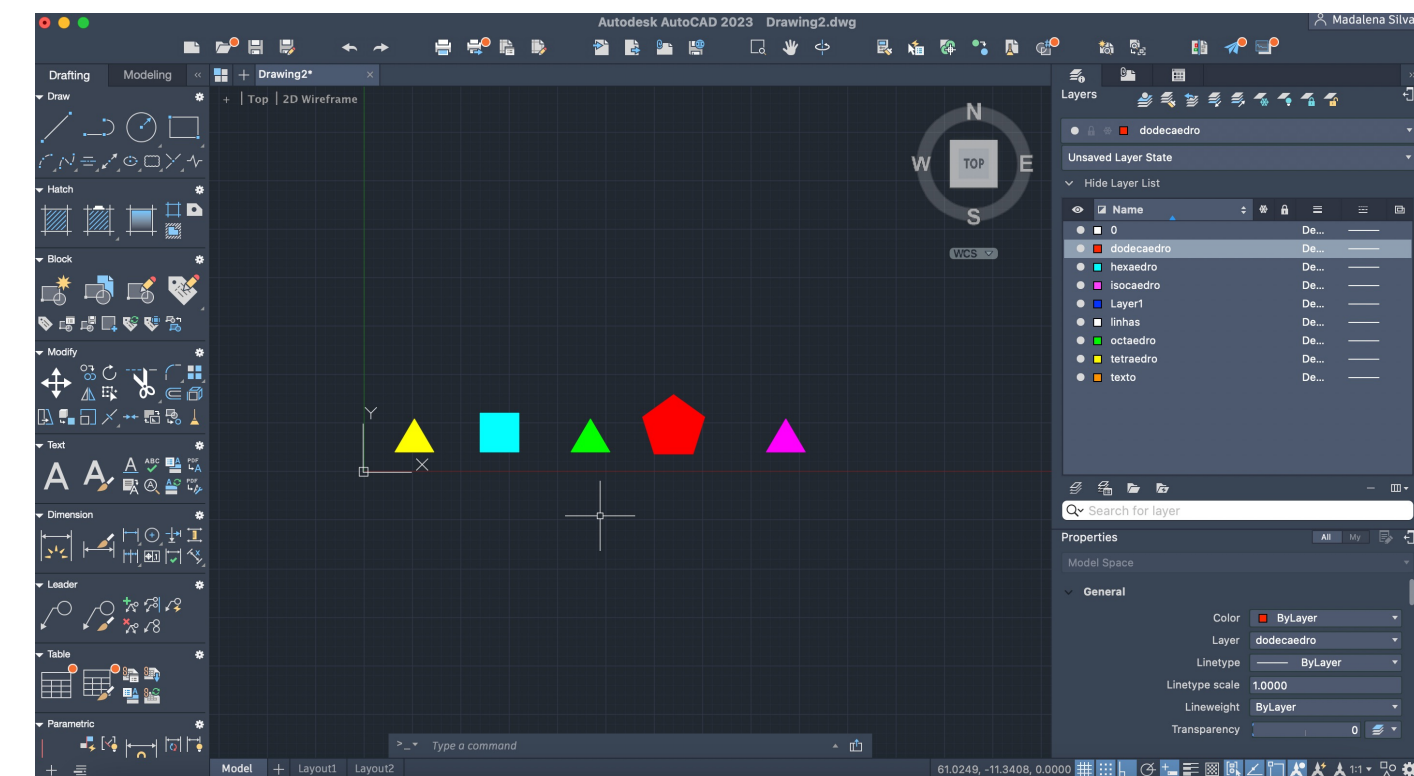 Autodesk AutoCAD 2023 Drawing2.dwg
Madalena Silva
Drafting Modeling
Drawing2*
Draw
+ Top 2D Wireframe
Hatch
Block
Modify
Text
Dimension
Leader
Table
Parametric
N
W TOP E
S
WCS
Y
X
>_ Type a command
Model + Layout1 Layout2
61.0249, -11.3408, 0.0000
1:1
Layers
dodecaedro
Unsaved Layer State
Hide Layer List
Name
0 De...
dodecaedro De...
hexaedro De...
isocaedro De...
Layer1 De...
linhas De...
octaedro De...
tetraedro De...
texto De...
Search for layer
Properties All My
Model Space
General
Color ByLayer
Layer dodecaedro
Linetype ByLayer
Linetype scale 1.0000
Lineweight ByLayer
Transparency 0